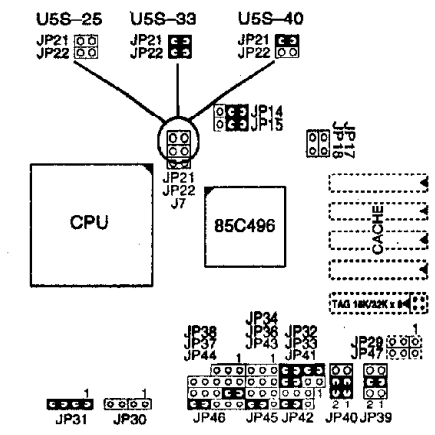 U5S-25 U5S-33 U5S-40
JP21 JP21 JP21
JP22 JP22 JP22
JP14
JP15
JP17
JP18
JP21
JP22
J7
CPU
85C496
CACHE
TAG 16K/32K x 8
JP34
JP38 JP36 JP32
JP37 JP43 JP33
JP44 JP41
JP29
JP47
1
1 1
1
1
1 1
2 1 2 1
JP31 JP30 JP46 JP45 JP42 JP40 JP39